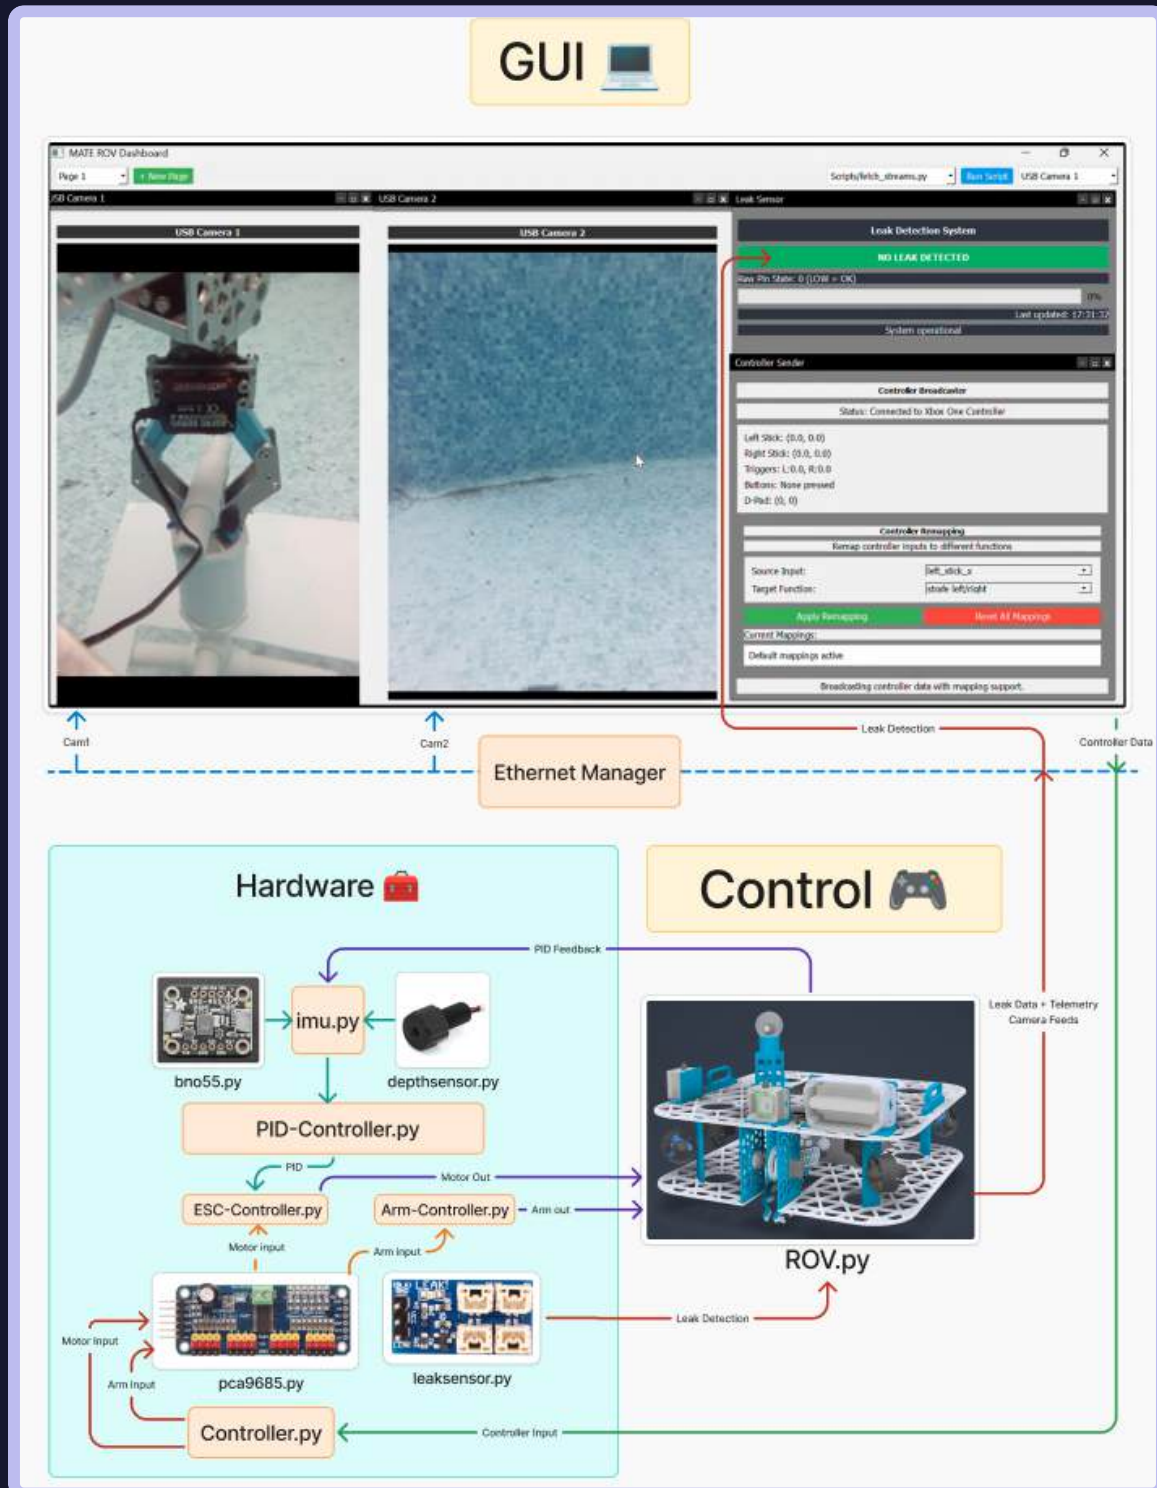 GUI
MATE ROV Dashboard
Page 1
+ New Page
Scripts/fetch_streams.py
Run Script
USB Camera 1
USB Camera 1
USB Camera 2
Leak Sensor
USB Camera 1
USB Camera 2
Leak Detection System
NO LEAK DETECTED
Raw Pin State: 0 (LOW = OK)
0%
Last updated: 17:31:32
System operational
Controller Sender
Controller Broadcaster
Status: Connected to Xbox One Controller
Left Stick: (0.0, 0.0)
Right Stick: (0.0, 0.0)
Triggers: L:0.0, R:0.0
Buttons: None pressed
D-Pad: (0, 0)
Controller Remapping
Remap controller inputs to different functions
Source Input:
left_stick_x
Target Function:
strafe left/right
Apply Remapping
Reset All Mappings
Current Mappings:
Default mappings active
Broadcasting controller data with mapping support.
Leak Detection
Cam1
Cam2
Controller Data
Ethernet Manager
Hardware
Control
PID Feedback
imu.py
Leak Data + Telemetry
Camera Feeds
bno55.py
depthsensor.py
PID-Controller.py
PID
Motor Out
ESC-Controller.py
Arm-Controller.py
Arm out
Motor input
Arm Input
ROV.py
LEAK
Leak Detection
Motor Input
Arm Input
pca9685.py
leaksensor.py
Controller.py
Controller Input